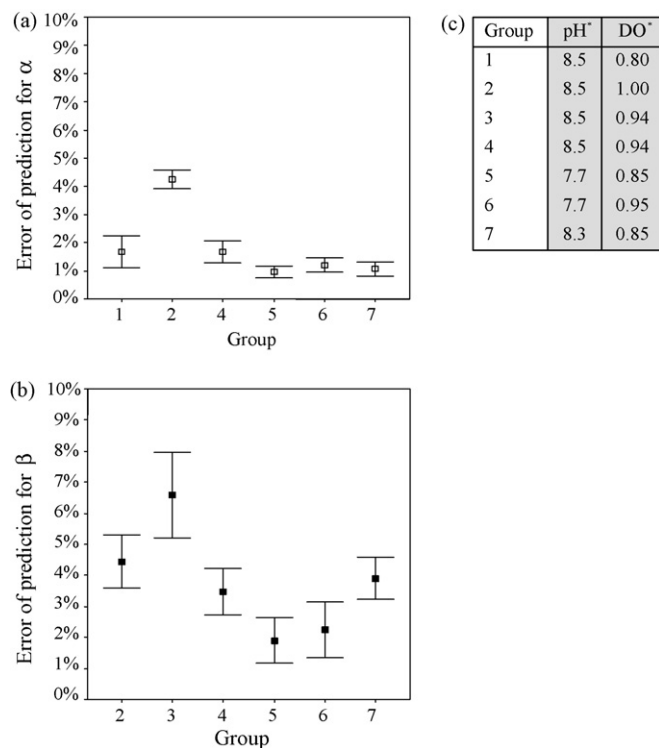 (a)
10%
9%
8%
7%
6%
5%
4%
3%
2%
1%
0%
Error of prediction for α
1 2 4 5 6 7
Group
(b)
10%
9%
8%
7%
6%
5%
4%
3%
2%
1%
0%
Error of prediction for β
2 3 4 5 6 7
Group
(c)
Group pH* DO*
1 8.5 0.80
2 8.5 1.00
3 8.5 0.94
4 8.5 0.94
5 7.7 0.85
6 7.7 0.95
7 8.3 0.85